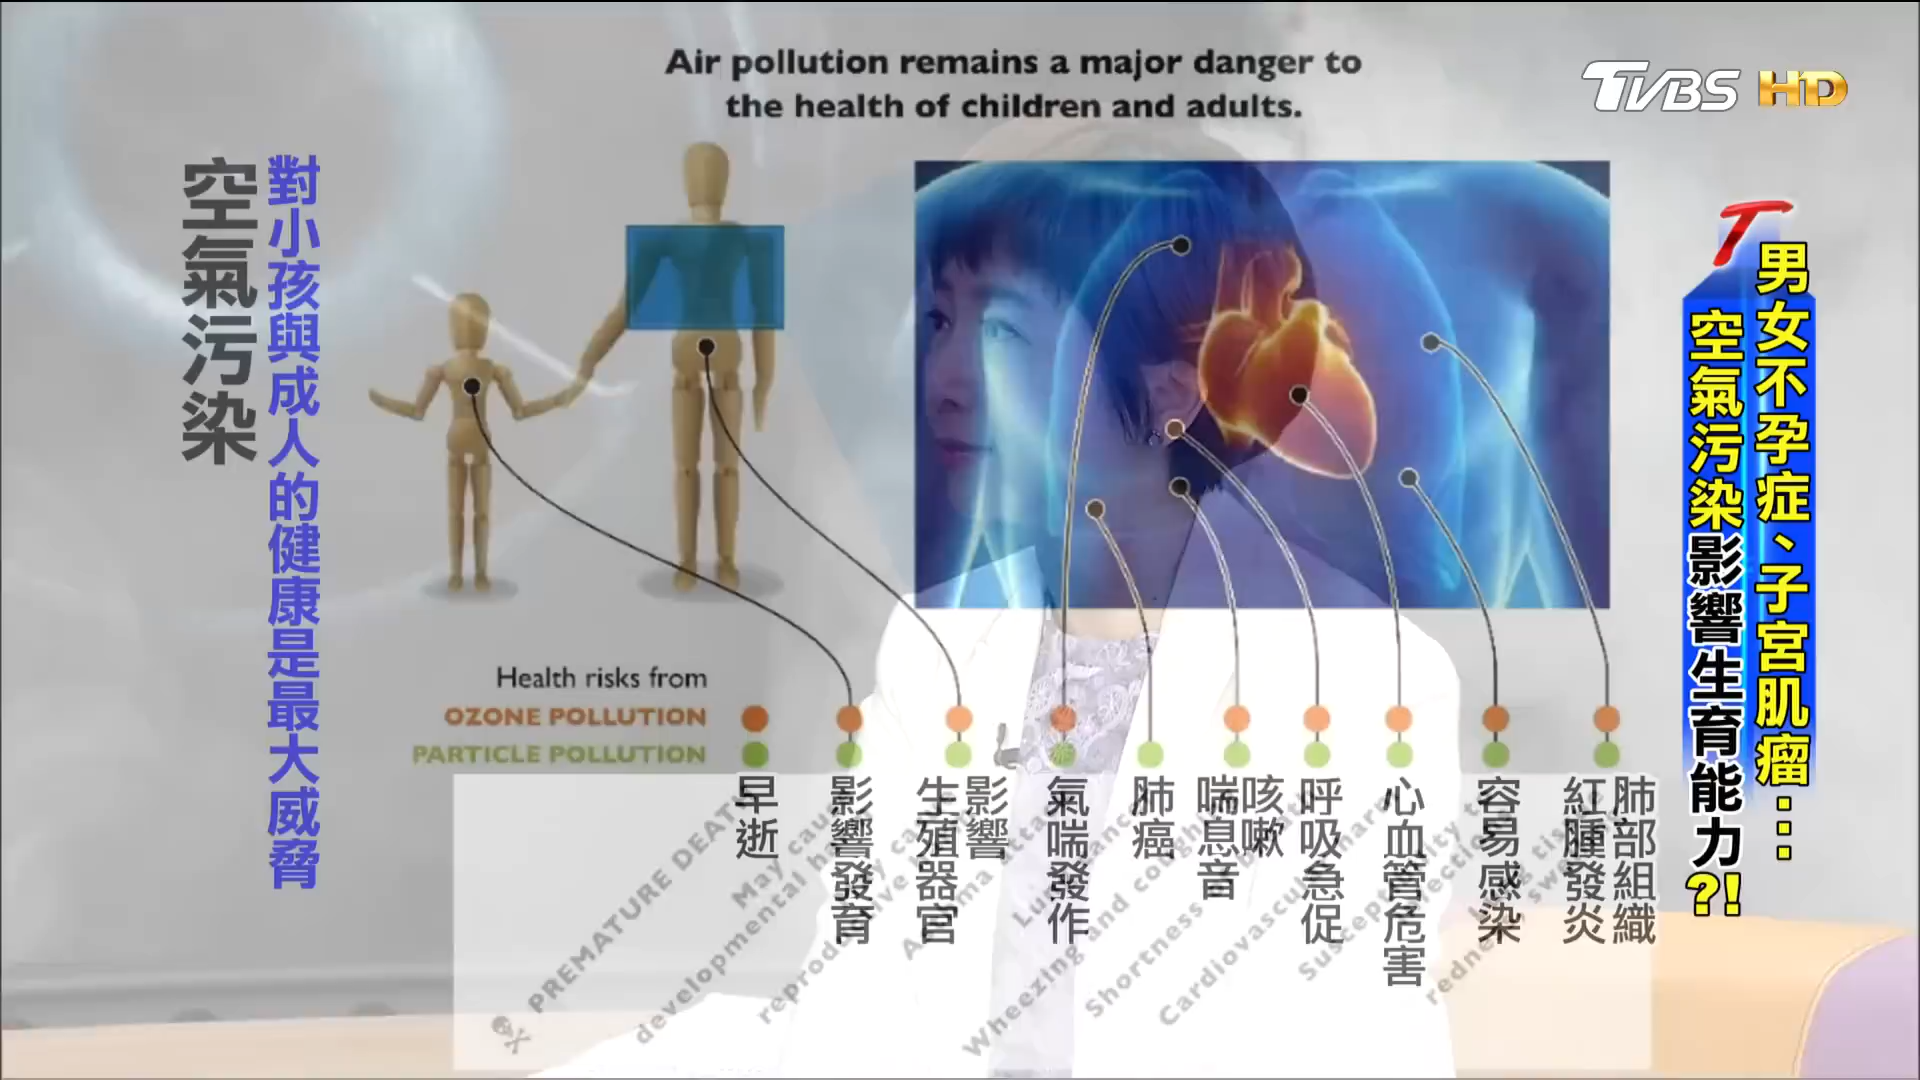 Air pollution remains a major danger to
the health of children and adults.
TVBS HD
空氣污染
對小孩與成人的健康是最大威脅
T
男女不孕症、子宮肌瘤……
空氣污染影響生育能力?!
Health risks from
OZONE POLLUTION
PARTICLE POLLUTION
早逝
影響發育
影響
生殖器官
氣喘發作
肺癌
咳嗽
喘息音
呼吸急促
心血管危害
容易感染
肺部組織
紅腫發炎
PREMATURE DEATH
May cause
developmental
Wheezing and
Shortness
Cardiovascular